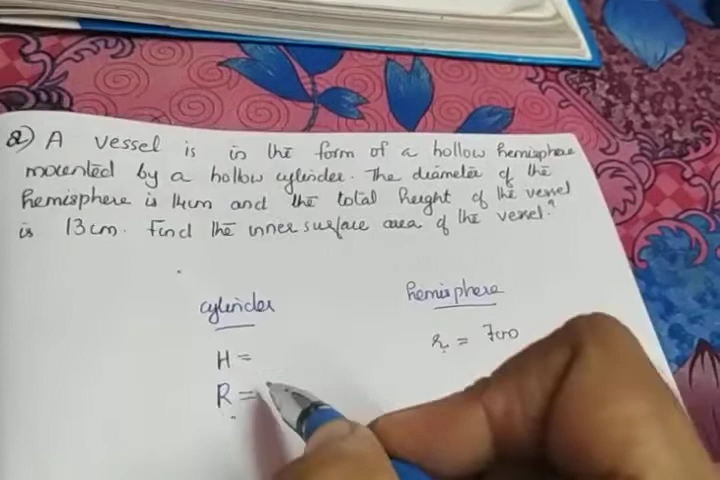 Q) A vessel is in the form of a hollow hemisphere
mounted by a hollow cylinder. The diameter of the
hemisphere is 14cm and the total height of the vessel
is 13cm. Find the inner surface area of the vessel?
cylinder
hemisphere
H =
r = 7cm
R =